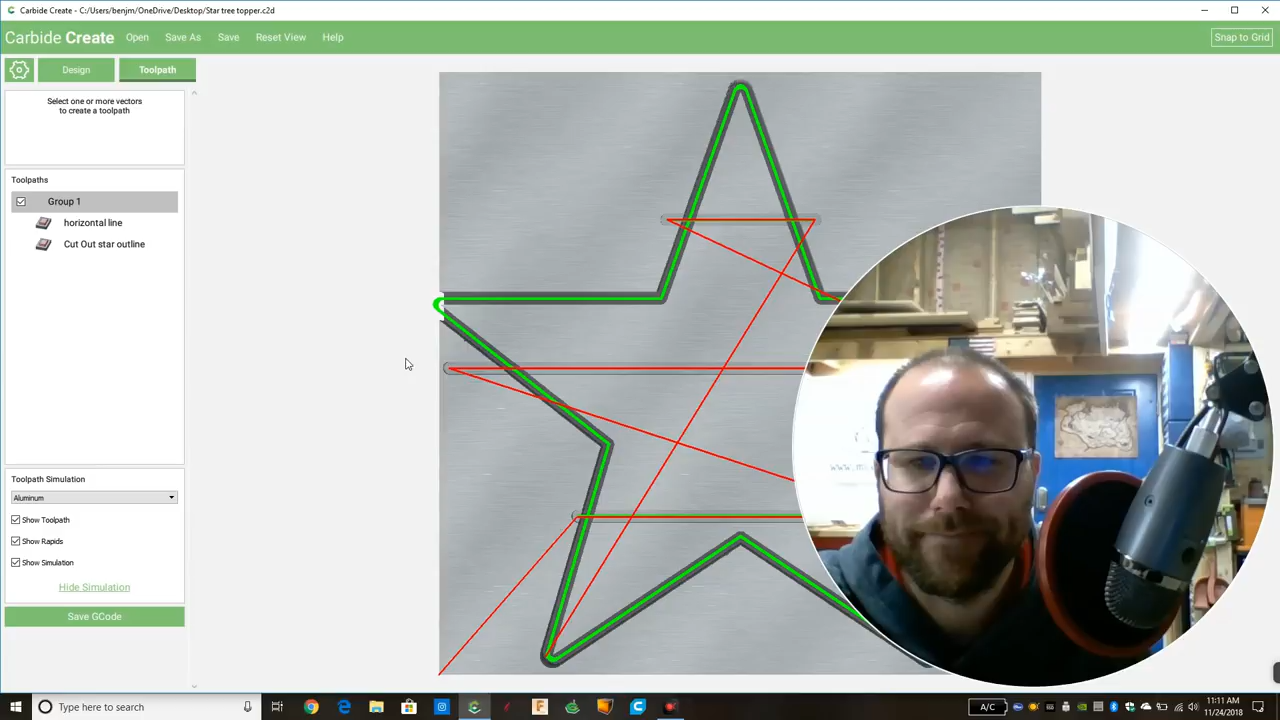 Carbide Create - C:/Users/benjm/OneDrive/Desktop/Star tree topper.c2d
Carbide Create
Open
Save As
Save
Reset View
Help
Snap to Grid
Design
Toolpath
Select one or more vectors
to create a toolpath
Toolpaths
Group 1
horizontal line
Cut Out star outline
Toolpath Simulation
Aluminum
Show Toolpath
Show Rapids
Show Simulation
Hide Simulation
Save GCode
Type here to search
A/C
11:11 AM
11/24/2018